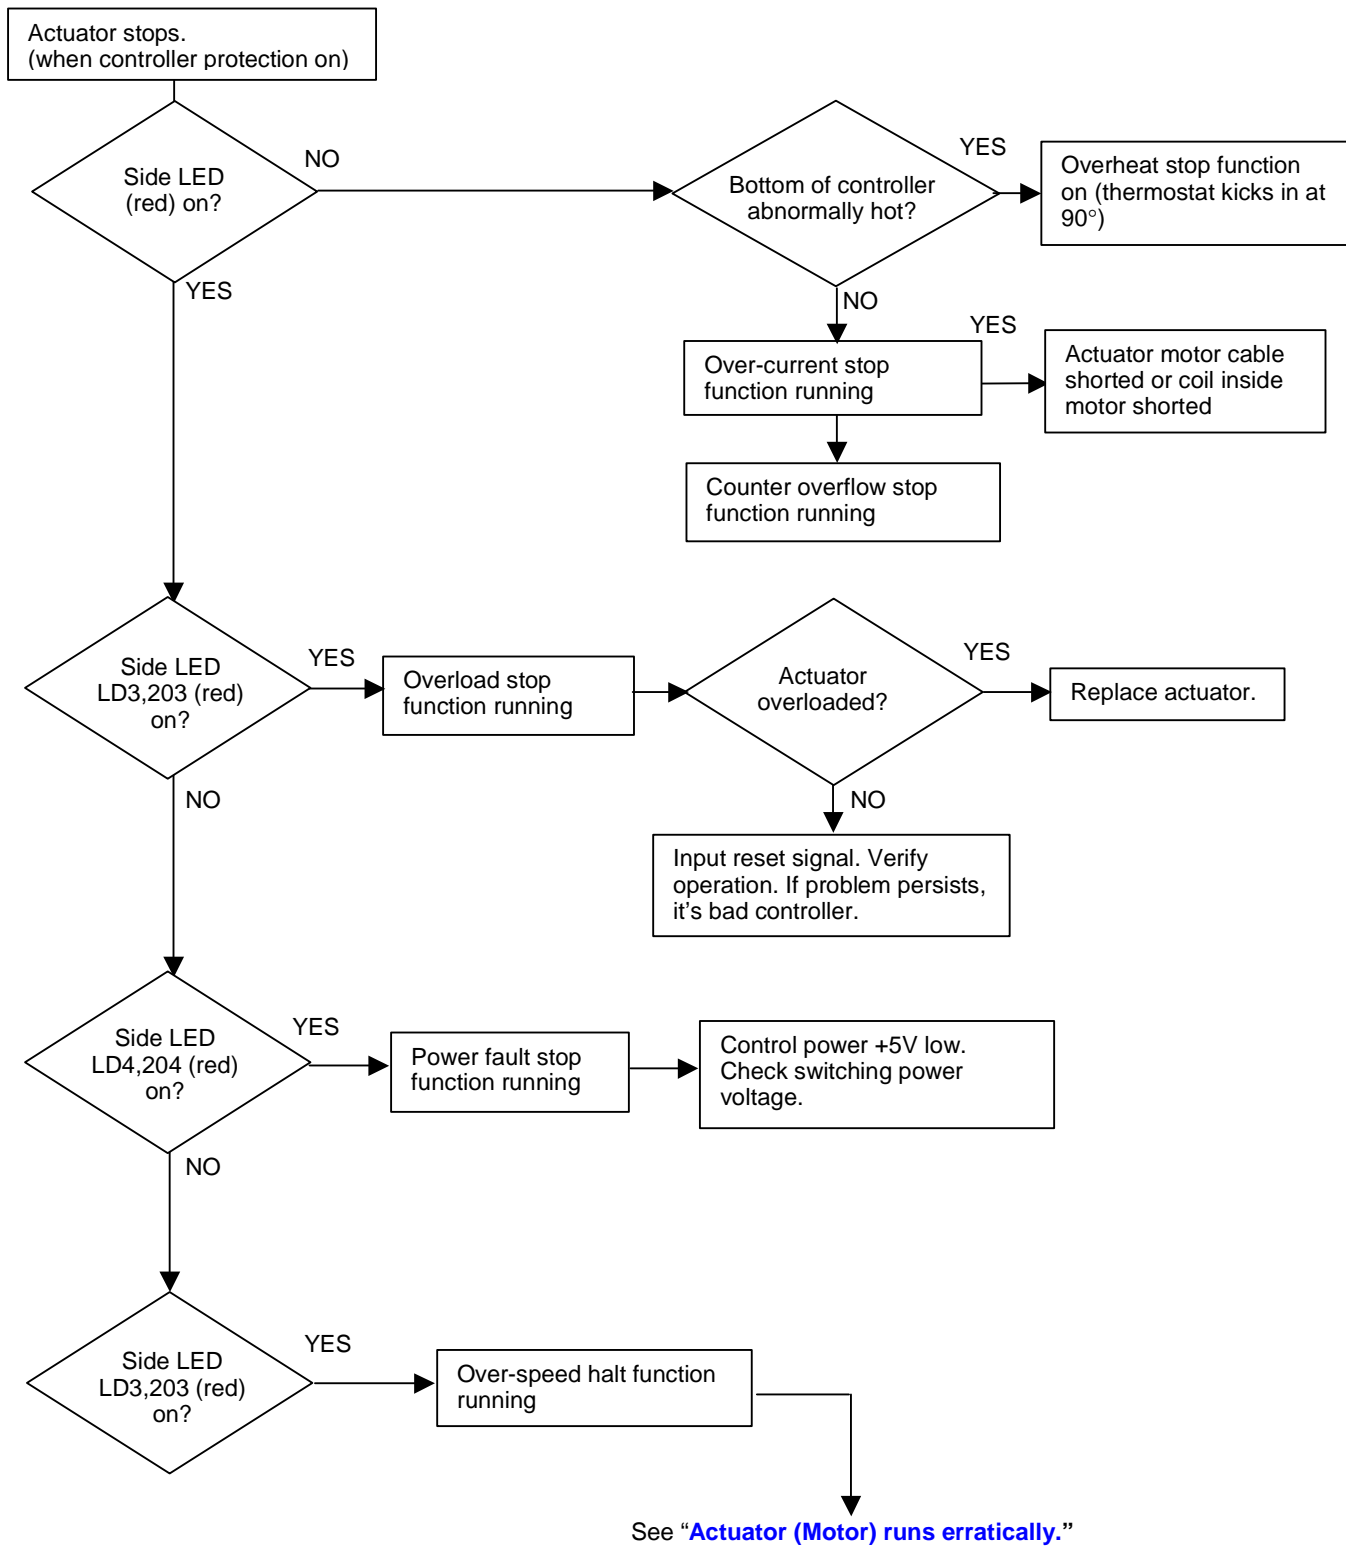 Actuator stops.
(when controller protection on)
Side LED
(red) on?
NO
YES
Bottom of controller
abnormally hot?
YES
Overheat stop function
on (thermostat kicks in at
90°)
NO
Over-current stop
function running
YES
Actuator motor cable
shorted or coil inside
motor shorted
Counter overflow stop
function running
Side LED
LD3,203 (red)
on?
YES
Overload stop
function running
Actuator
overloaded?
YES
Replace actuator.
NO
NO
Input reset signal. Verify
operation. If problem persists,
it’s bad controller.
Side LED
LD4,204 (red)
on?
YES
Power fault stop
function running
Control power +5V low.
Check switching power
voltage.
NO
Side LED
LD3,203 (red)
on?
YES
Over-speed halt function
running
See “Actuator (Motor) runs erratically.”